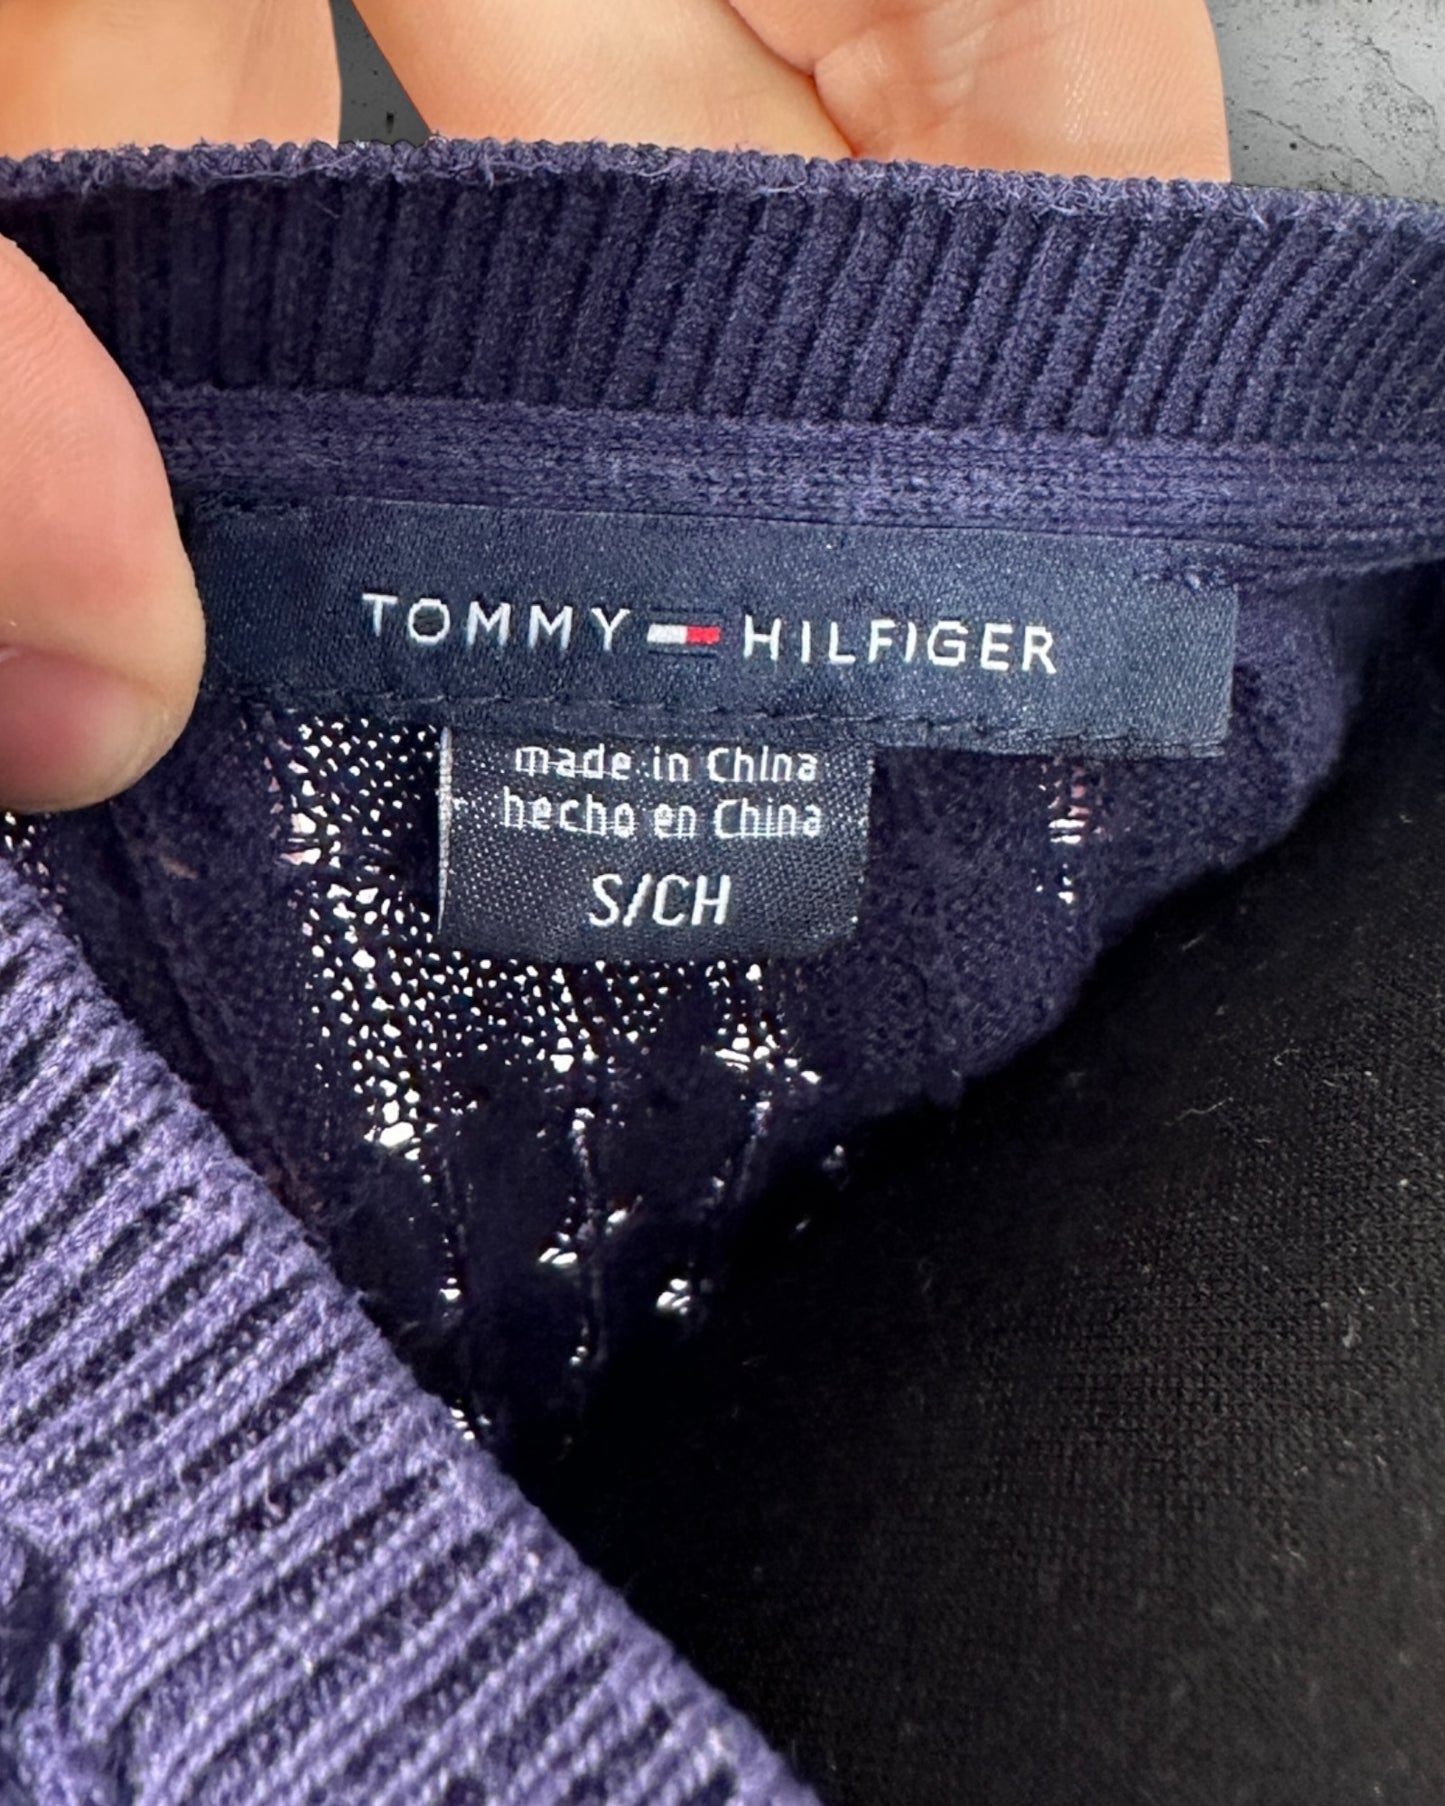 TOMMY HILFIGER
made in China
hecho en China
S/CH